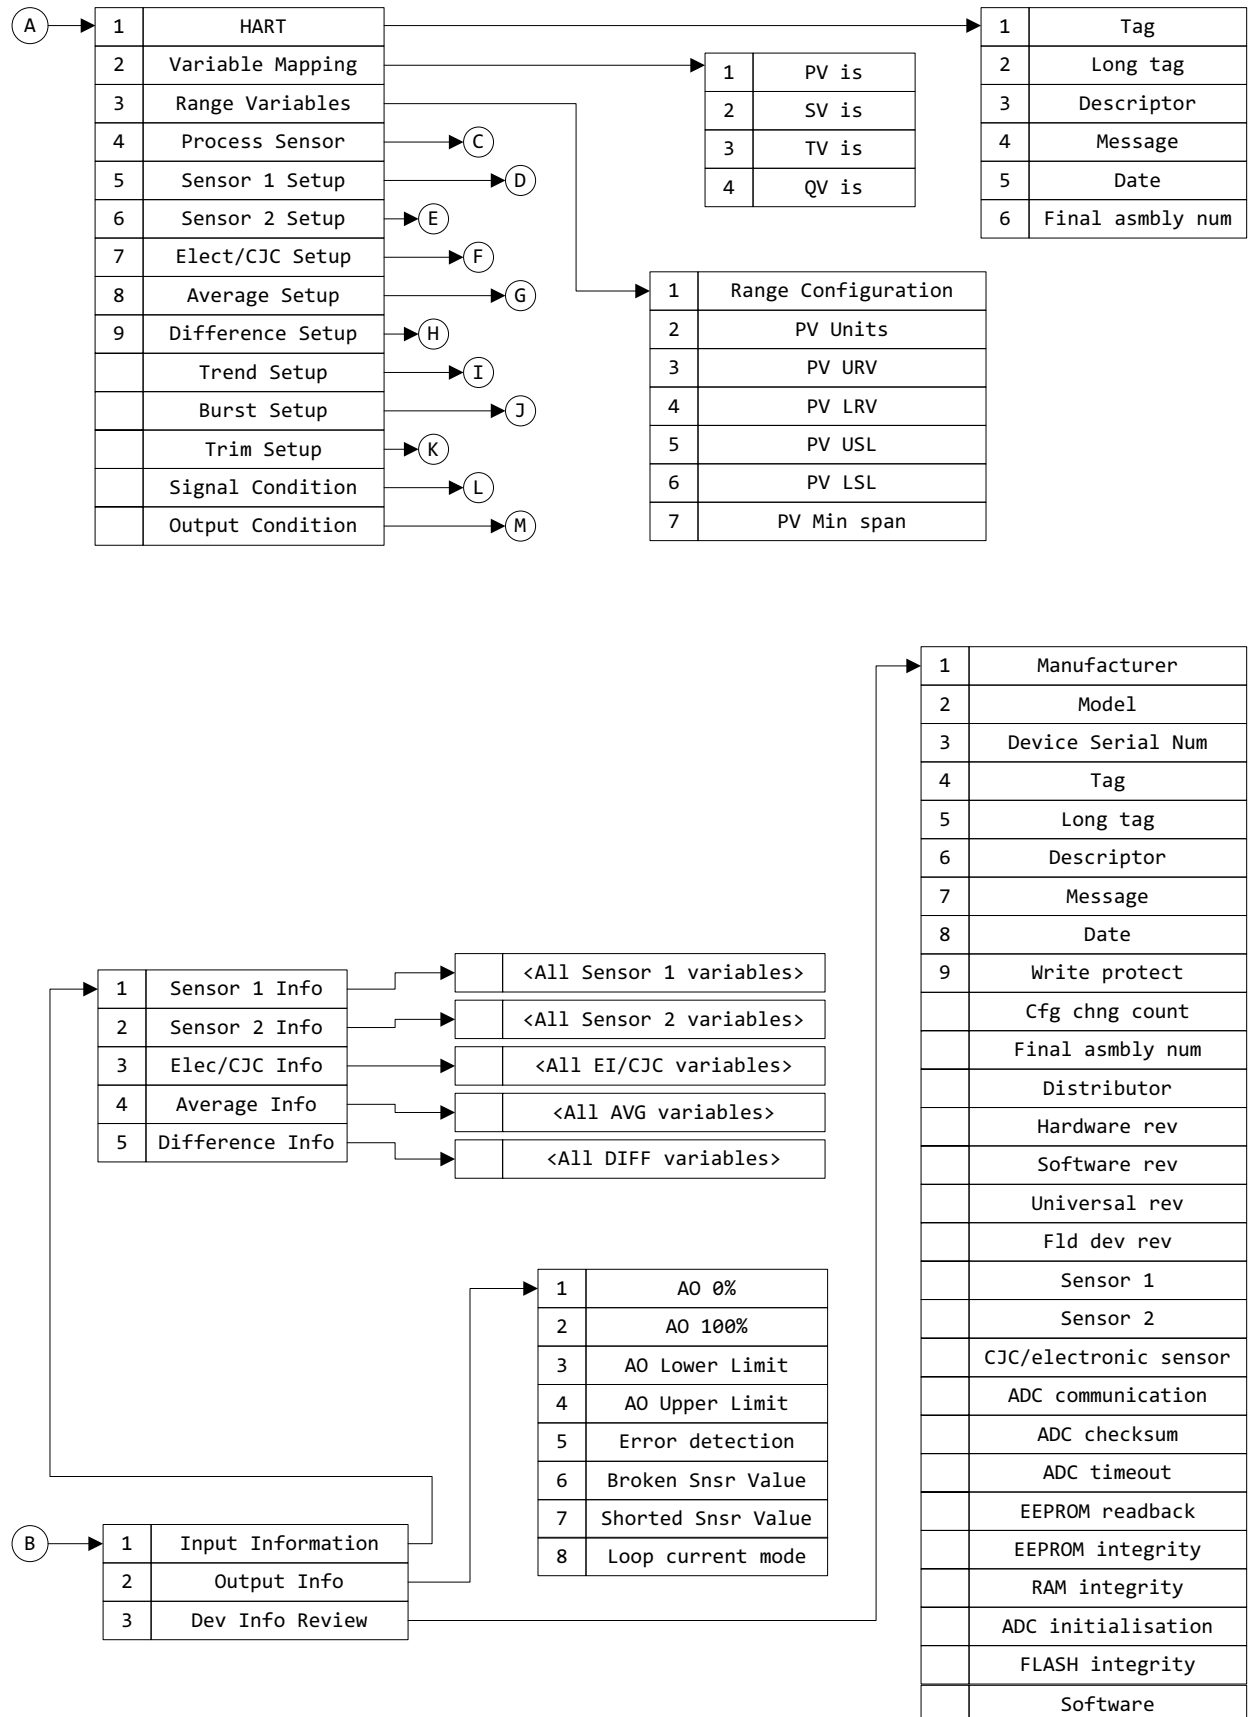 A
1 HART
2 Variable Mapping
3 Range Variables
4 Process Sensor C
5 Sensor 1 Setup D
6 Sensor 2 Setup E
7 Elect/CJC Setup F
8 Average Setup G
9 Difference Setup H
Trend Setup I
Burst Setup J
Trim Setup K
Signal Condition L
Output Condition M
1 PV is
2 SV is
3 TV is
4 QV is
1 Tag
2 Long tag
3 Descriptor
4 Message
5 Date
6 Final asmbly num
1 Range Configuration
2 PV Units
3 PV URV
4 PV LRV
5 PV USL
6 PV LSL
7 PV Min span
1 Sensor 1 Info
2 Sensor 2 Info
3 Elec/CJC Info
4 Average Info
5 Difference Info
<All Sensor 1 variables>
<All Sensor 2 variables>
<All EI/CJC variables>
<All AVG variables>
<All DIFF variables>
1 AO 0%
2 AO 100%
3 AO Lower Limit
4 AO Upper Limit
5 Error detection
6 Broken Snsr Value
7 Shorted Snsr Value
8 Loop current mode
B
1 Input Information
2 Output Info
3 Dev Info Review
1 Manufacturer
2 Model
3 Device Serial Num
4 Tag
5 Long tag
6 Descriptor
7 Message
8 Date
9 Write protect
Cfg chng count
Final asmbly num
Distributor
Hardware rev
Software rev
Universal rev
Fld dev rev
Sensor 1
Sensor 2
CJC/electronic sensor
ADC communication
ADC checksum
ADC timeout
EEPROM readback
EEPROM integrity
RAM integrity
ADC initialisation
FLASH integrity
Software